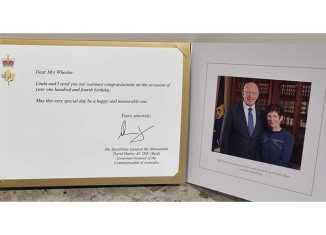 Dear Mrs Wheeler
Linda and I send you our warmest congratulations on the occasion of
your one hundred and fourth birthday.
May this very special day be a happy and memorable one.
Yours sincerely,
His Excellency General the Honourable
David Hurley AC DSC (Retd)
Governor-General of the
Commonwealth of Australia